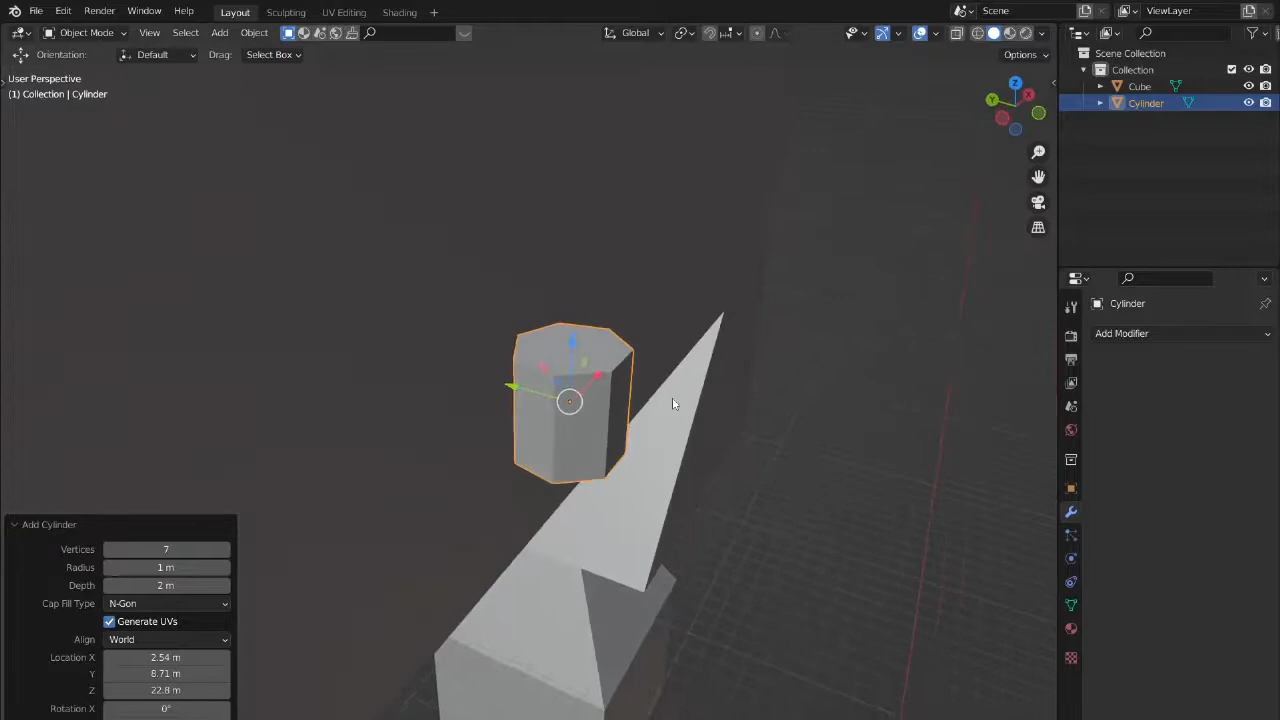 File Edit Render Window Help Layout Sculpting UV Editing Shading + Scene ViewLayer
Object Mode View Select Add Object Global
Orientation: Default Drag: Select Box Options
User Perspective
(1) Collection | Cylinder
Z
Y
X
Scene Collection
Collection
Cube
Cylinder
Cylinder
Add Modifier
Add Cylinder
Vertices 7
Radius 1 m
Depth 2 m
Cap Fill Type N-Gon
Generate UVs
Align World
Location X 2.54 m
Y 8.71 m
Z 22.8 m
Rotation X 0°